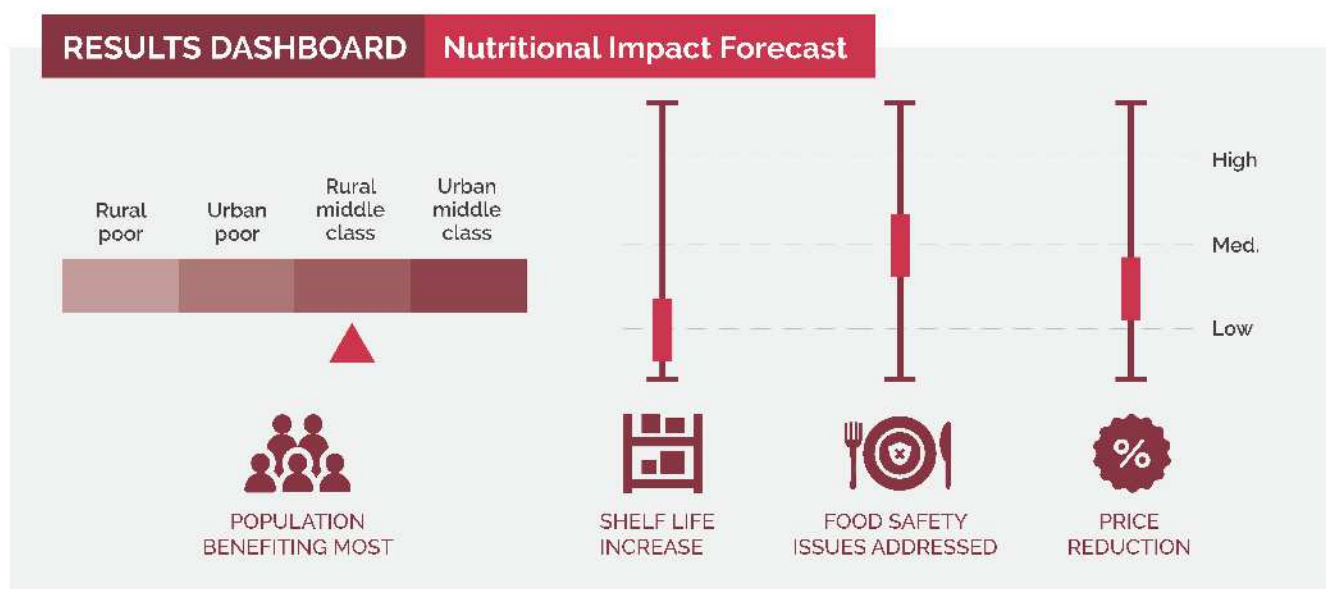 RESULTS DASHBOARD Nutritional Impact Forecast
Rural
poor
Urban
poor
Rural
middle
class
Urban
middle
class
High
Med.
Low
POPULATION
BENEFITING MOST
SHELF LIFE
INCREASE
FOOD SAFETY
ISSUES ADDRESSED
%
PRICE
REDUCTION